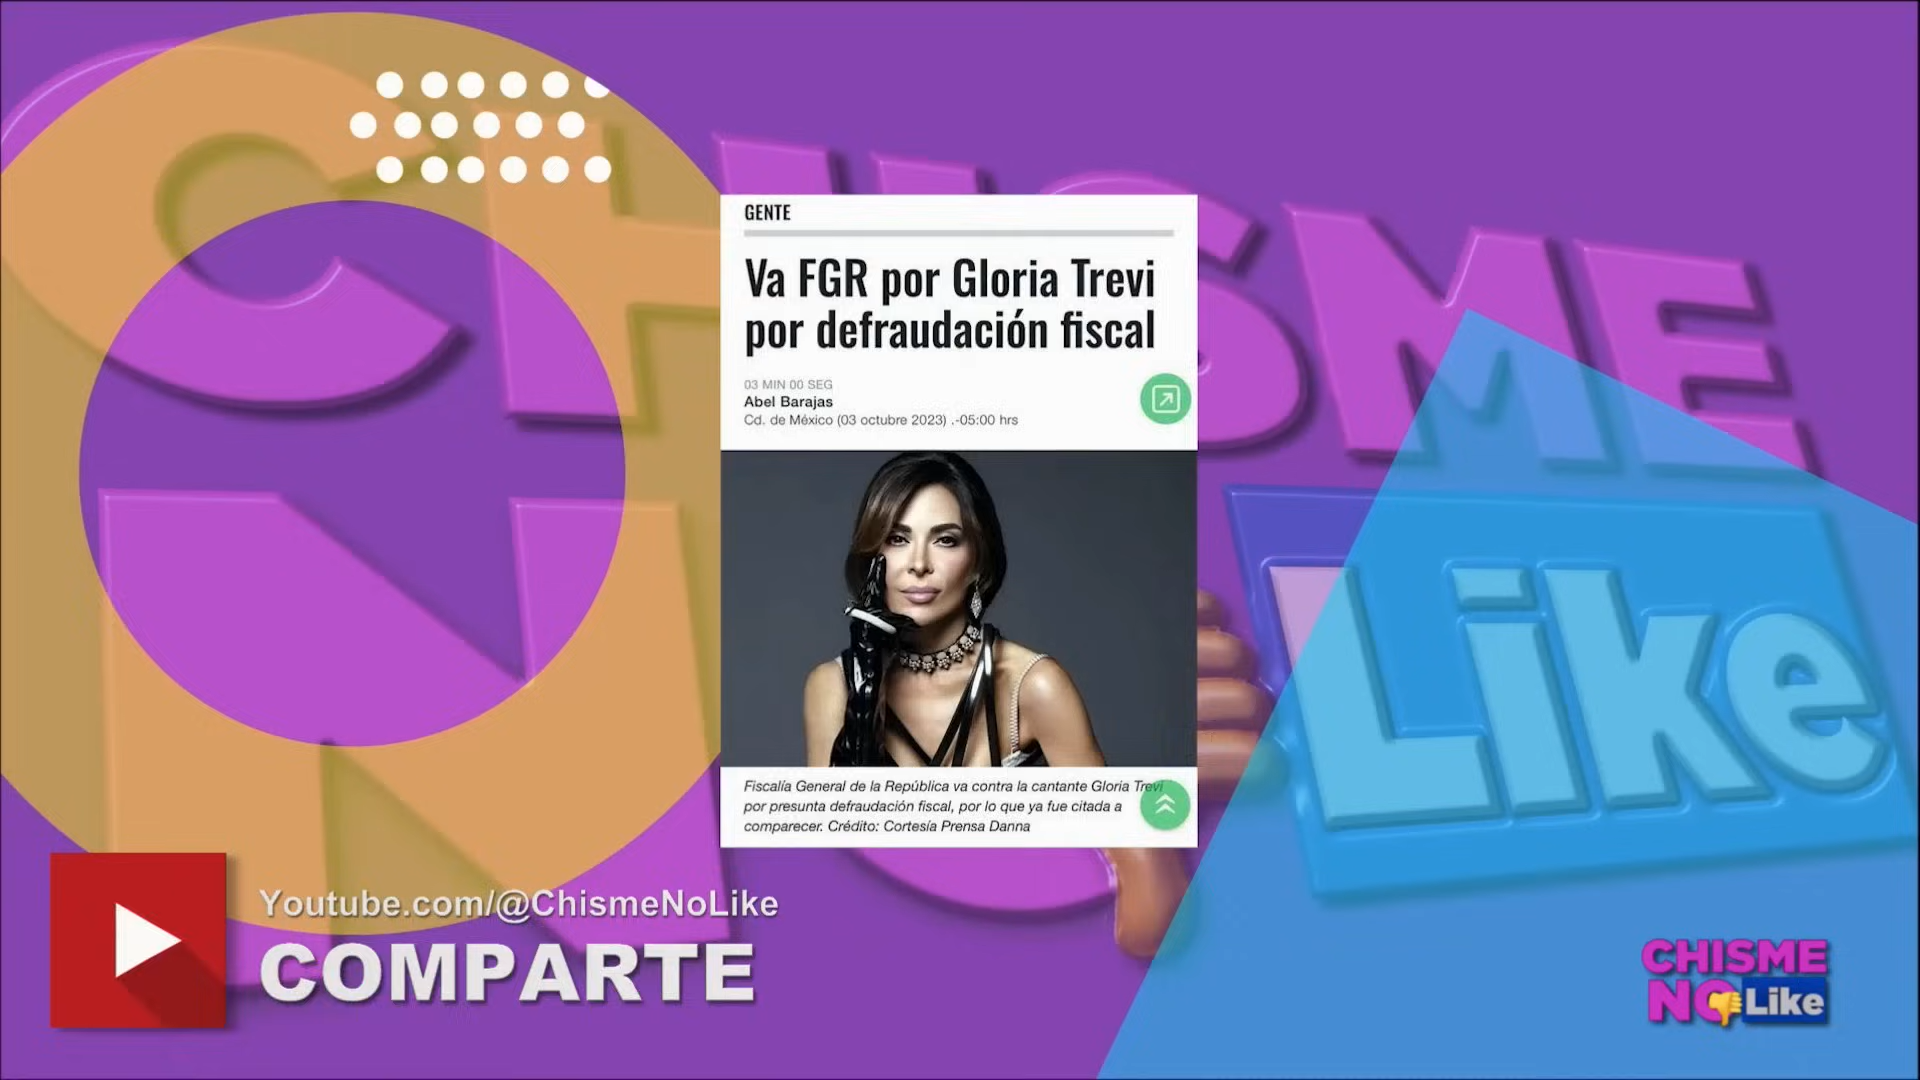 CHISME
NO
Like
GENTE
Va FGR por Gloria Trevi
por defraudación fiscal
03 MIN 00 SEG
Abel Barajas
Cd. de México (03 octubre 2023) .-05:00 hrs
Fiscalía General de la República va contra la cantante Gloria Trevi
por presunta defraudación fiscal, por lo que ya fue citada a
comparecer. Crédito: Cortesía Prensa Danna
Youtube.com/@ChismeNoLike
COMPARTE
CHISME
NO Like